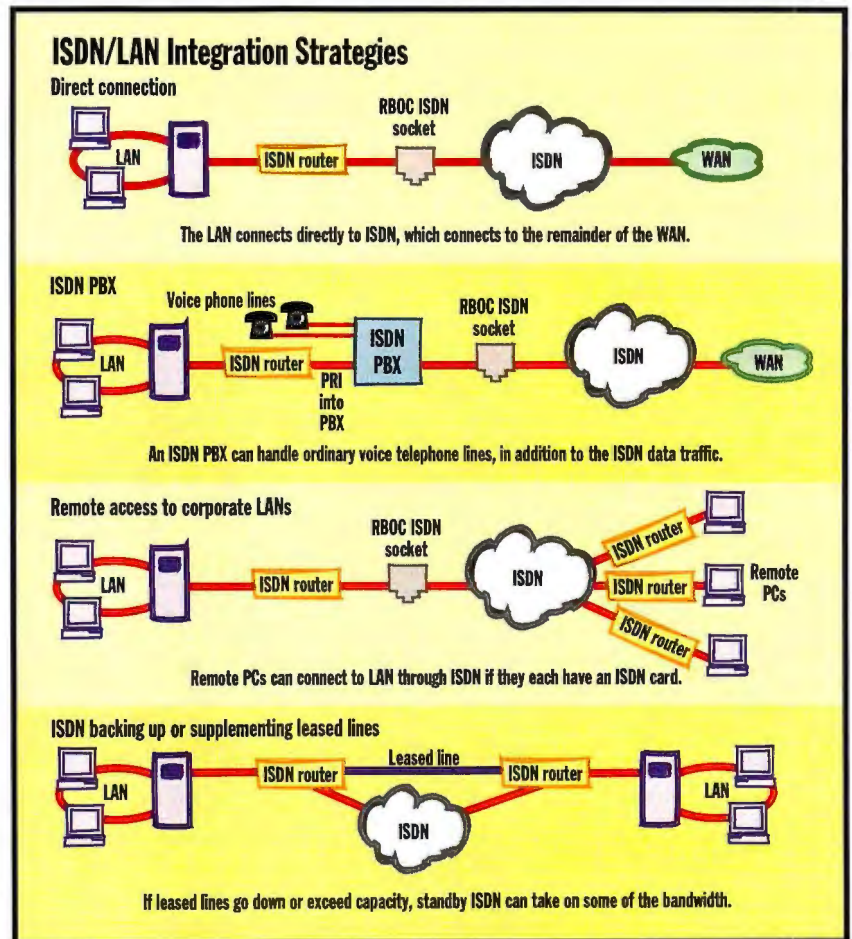 ISDN/LAN Integration Strategies
Direct connection
LAN
ISDN router
RBOC ISDN
socket
ISDN
WAN
The LAN connects directly to ISDN, which connects to the remainder of the WAN.
ISDN PBX
Voice phone lines
LAN
ISDN router
PRI
into
PBX
ISDN
PBX
RBOC ISDN
socket
ISDN
WAN
An ISDN PBX can handle ordinary voice telephone lines, in addition to the ISDN data traffic.
Remote access to corporate LANs
LAN
ISDN router
RBOC ISDN
socket
ISDN
ISDN router
ISDN router
ISDN router
Remote
PCs
Remote PCs can connect to LAN through ISDN if they each have an ISDN card.
ISDN backing up or supplementing leased lines
LAN
ISDN router
Leased line
ISDN router
ISDN
LAN
If leased lines go down or exceed capacity, standby ISDN can take on some of the bandwidth.